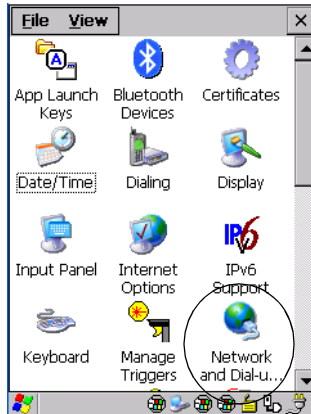 File View
App Launch Keys
Bluetooth Devices
Certificates
Date/Time
Dialing
Display
Input Panel
Internet Options
IPv6
IPv6 Support
Keyboard
Manage Triggers
Network and Dial-u...